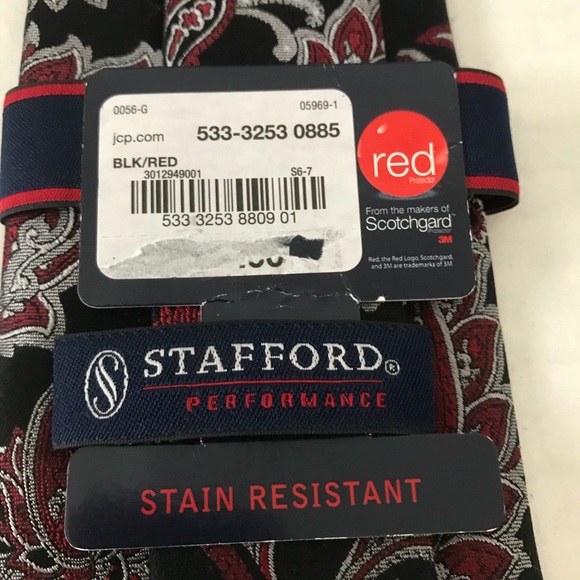 0056-G 05969-1
jcp.com 533-3253 0885
BLK/RED
3012949001 S6-7
533 3253 8809 01
red
Protector
From the makers of
Scotchgard™
Protector
3M
Red, the Red Logo, Scotchgard,
and 3M are trademarks of 3M
STAFFORD®
PERFORMANCE
STAIN RESISTANT